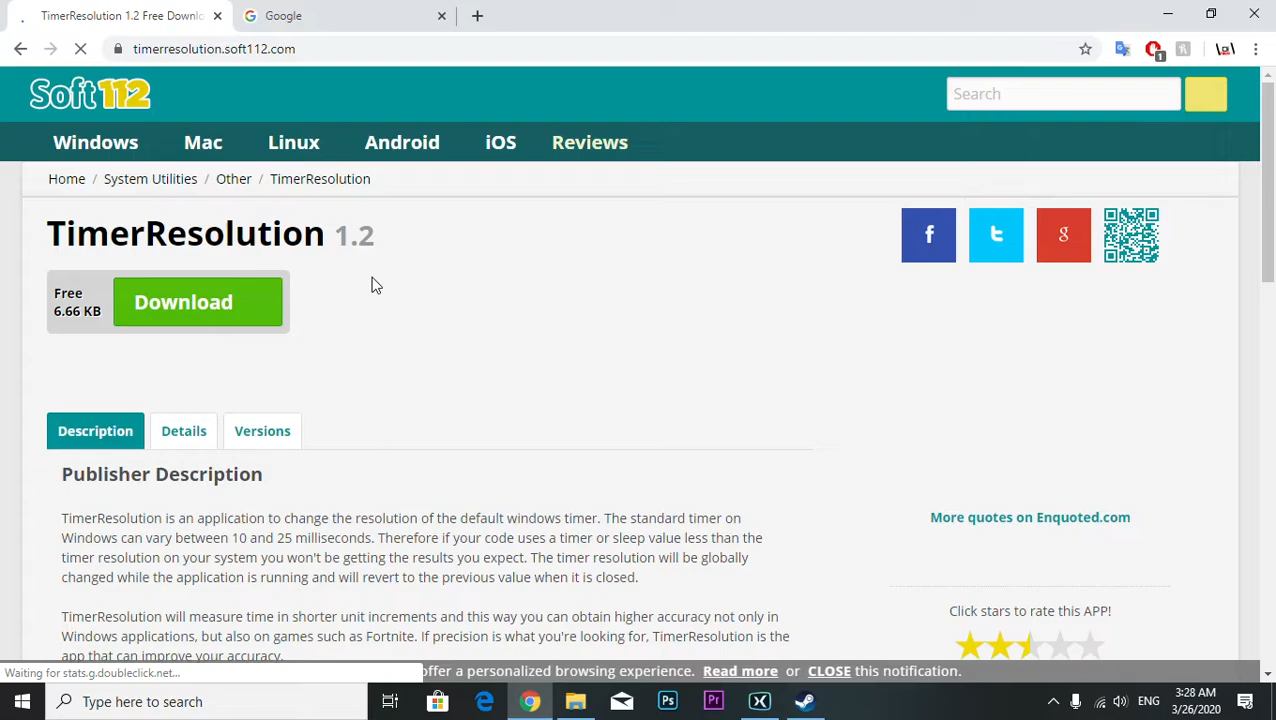 TimerResolution 1.2 Free Downlo
Google
timerresolution.soft112.com
1
Soft112
Search
Windows Mac Linux Android iOS Reviews
Home / System Utilities / Other / TimerResolution
TimerResolution 1.2
f t g
Free
6.66 KB
Download
Description Details Versions
Publisher Description
TimerResolution is an application to change the resolution of the default windows timer. The standard timer on
Windows can vary between 10 and 25 milliseconds. Therefore if your code uses a timer or sleep value less than the
timer resolution on your system you won't be getting the results you expect. The timer resolution will be globally
changed while the application is running and will revert to the previous value when it is closed.
TimerResolution will measure time in shorter unit increments and this way you can obtain higher accuracy not only in
Windows applications, but also on games such as Fortnite. If precision is what you're looking for, TimerResolution is the
app that can improve your accuracy.
More quotes on Enquoted.com
Click stars to rate this APP!
Waiting for stats.g.doubleclick.net...
offer a personalized browsing experience. Read more or CLOSE this notification.
Type here to search
Ps
Pr
ENG
3:28 AM
3/26/2020